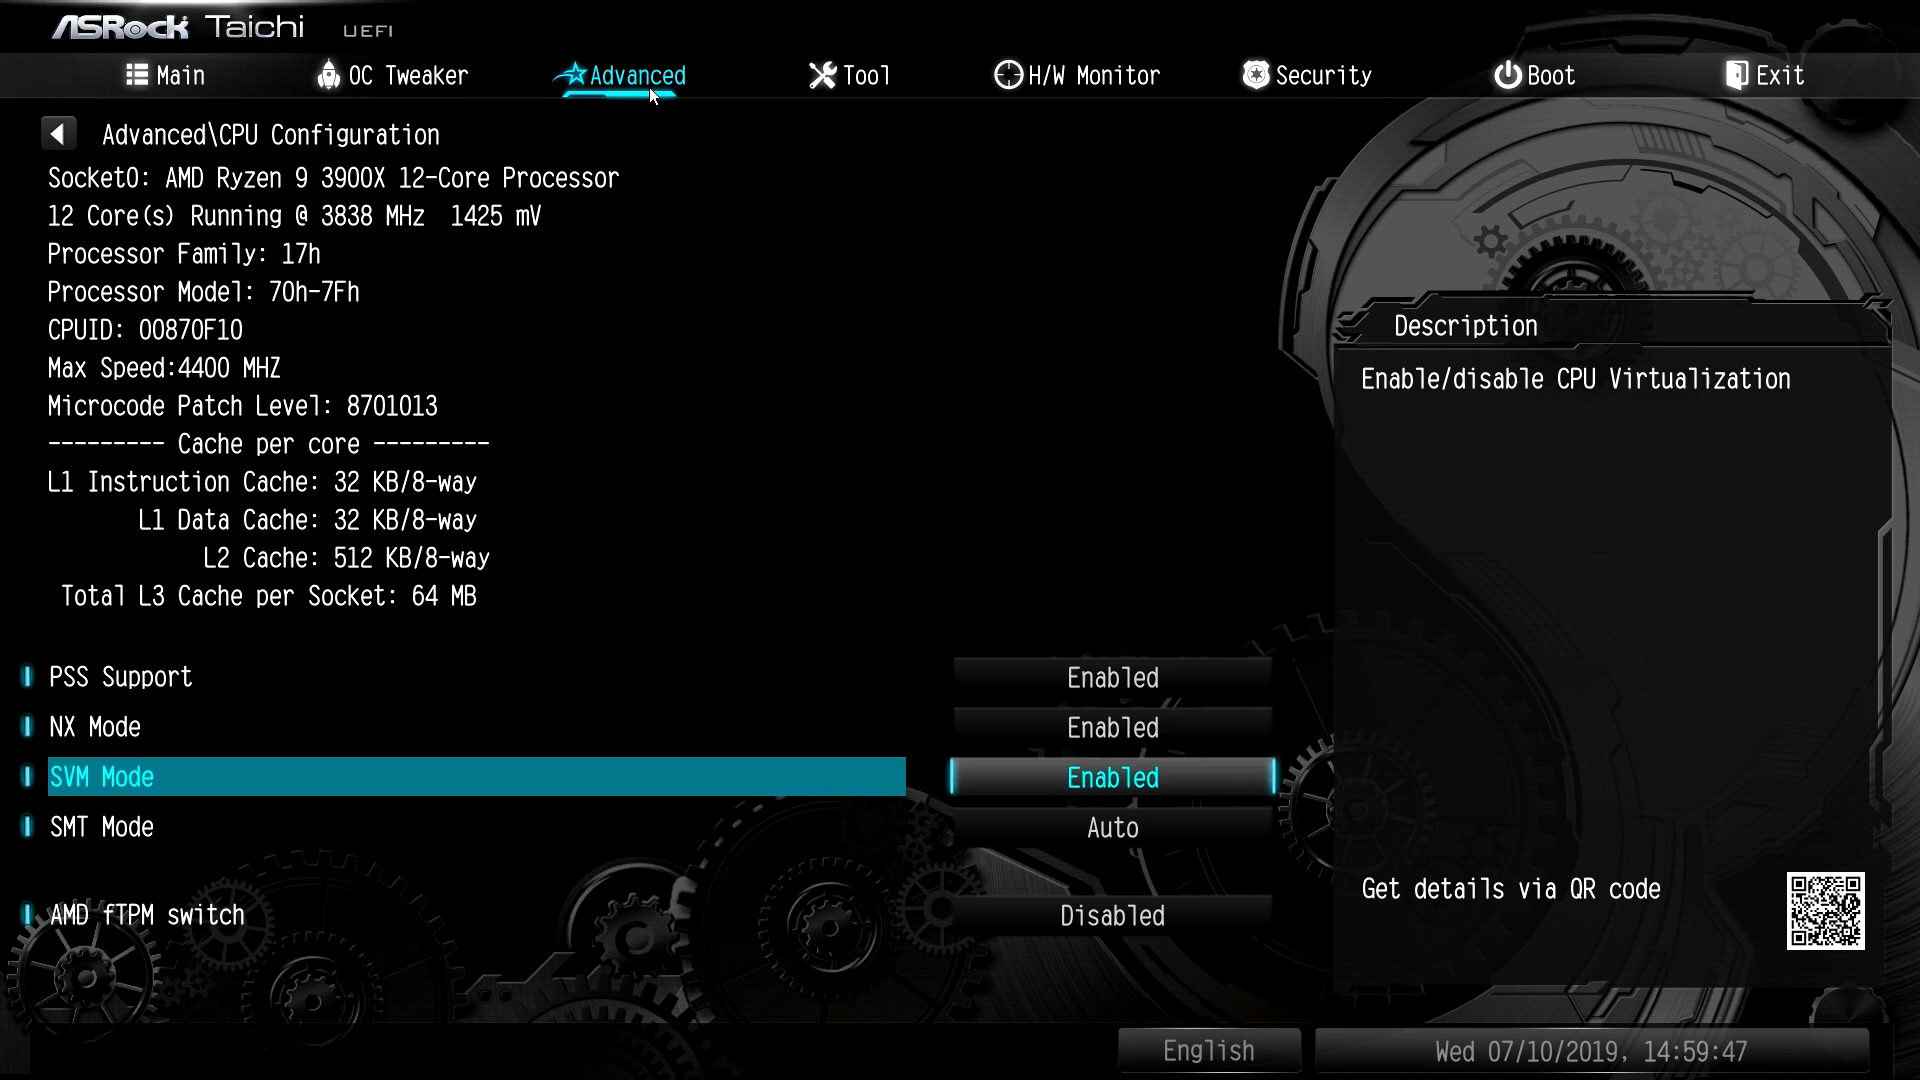 ASRock Taichi UEFI
Main OC Tweaker Advanced Tool H/W Monitor Security Boot Exit
Advanced\CPU Configuration
Socket0: AMD Ryzen 9 3900X 12-Core Processor
12 Core(s) Running @ 3838 MHz 1425 mV
Processor Family: 17h
Processor Model: 70h-7Fh
CPUID: 00870F10
Max Speed:4400 MHZ
Microcode Patch Level: 8701013
--------- Cache per core ---------
L1 Instruction Cache: 32 KB/8-way
L1 Data Cache: 32 KB/8-way
L2 Cache: 512 KB/8-way
Total L3 Cache per Socket: 64 MB
PSS Support Enabled
NX Mode Enabled
SVM Mode Enabled
SMT Mode Auto
AMD fTPM switch Disabled
Description
Enable/disable CPU Virtualization
Get details via QR code
English Wed 07/10/2019, 14:59:47